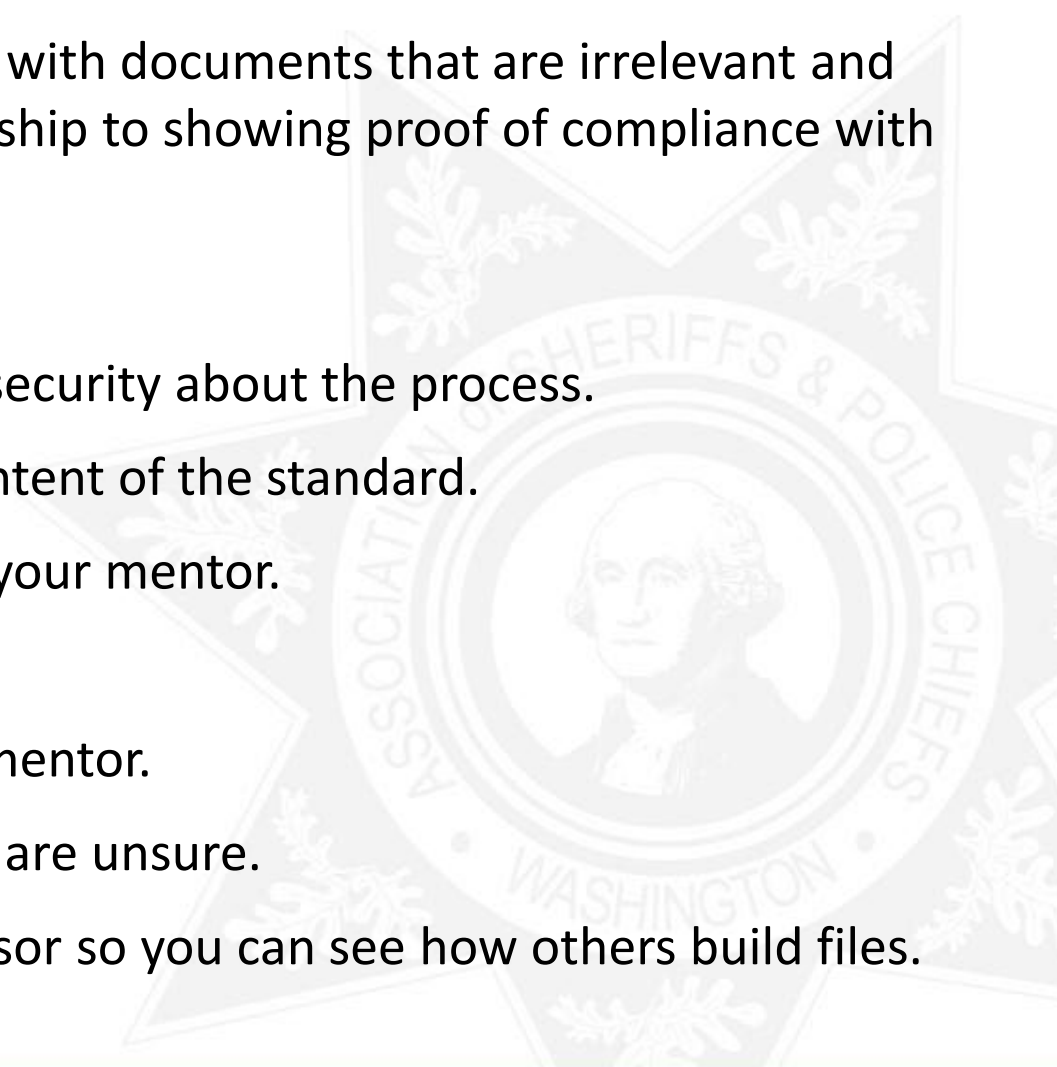 with documents that are irrelevant and
ship to showing proof of compliance with
security about the process.
ntent of the standard.
your mentor.
mentor.
are unsure.
sor so you can see how others build files.
ASSOCIATION of SHERIFFS & POLICE CHIEFS
WASHINGTON